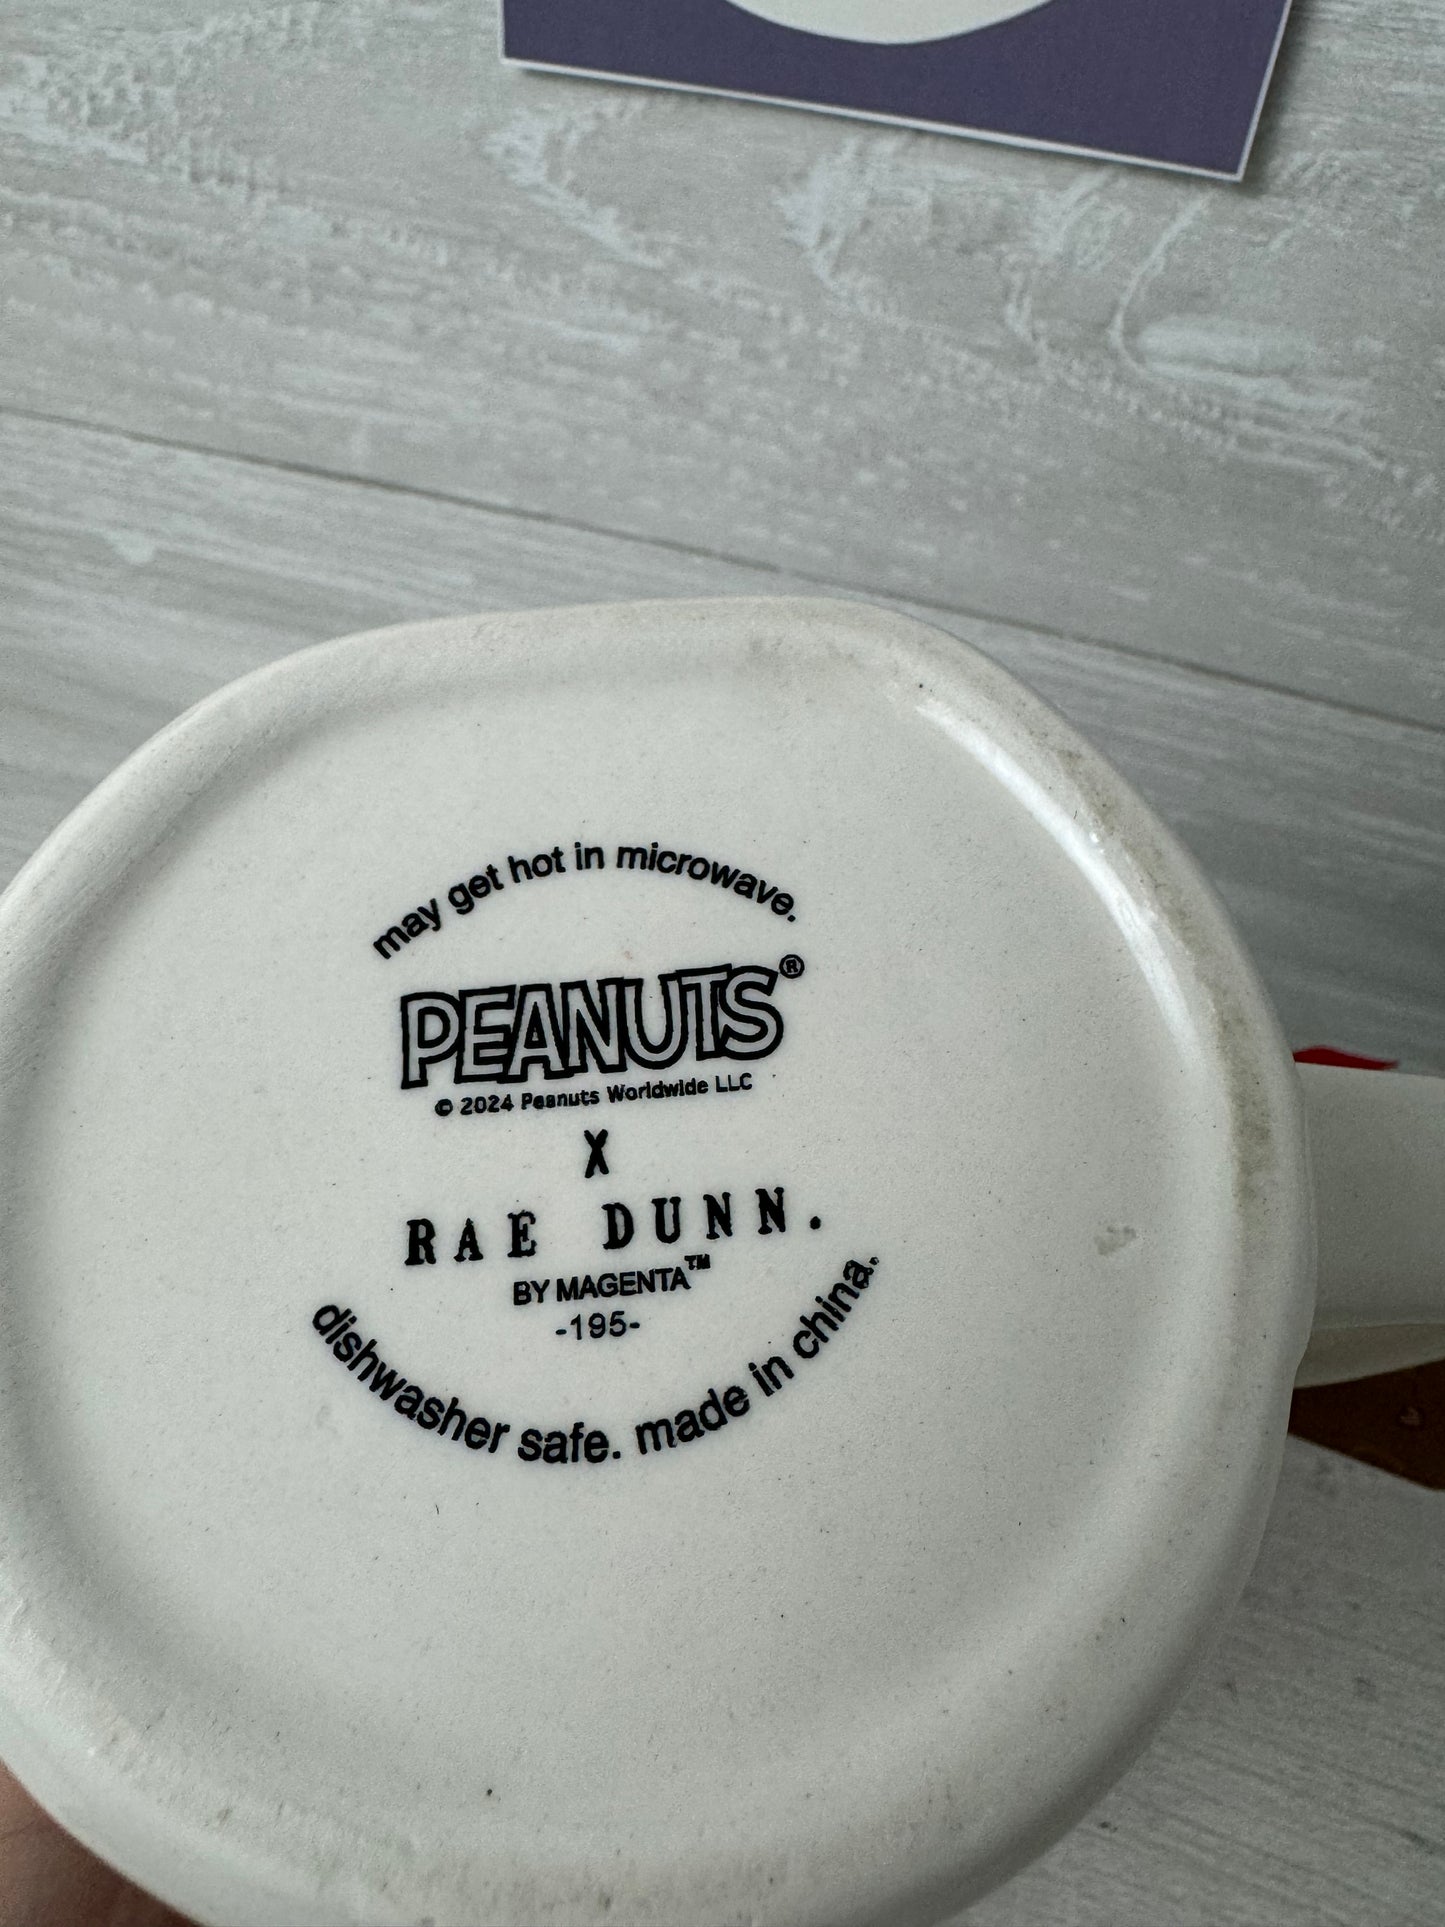 may get hot in microwave.
PEANUTS®
© 2024 Peanuts Worldwide LLC
X
RAE DUNN.
BY MAGENTA™
-195-
dishwasher safe. made in china.